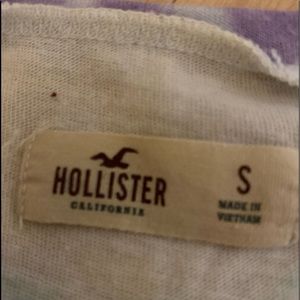 HOLLISTER
CALIFORNIA
S
MADE IN
VIETNAM